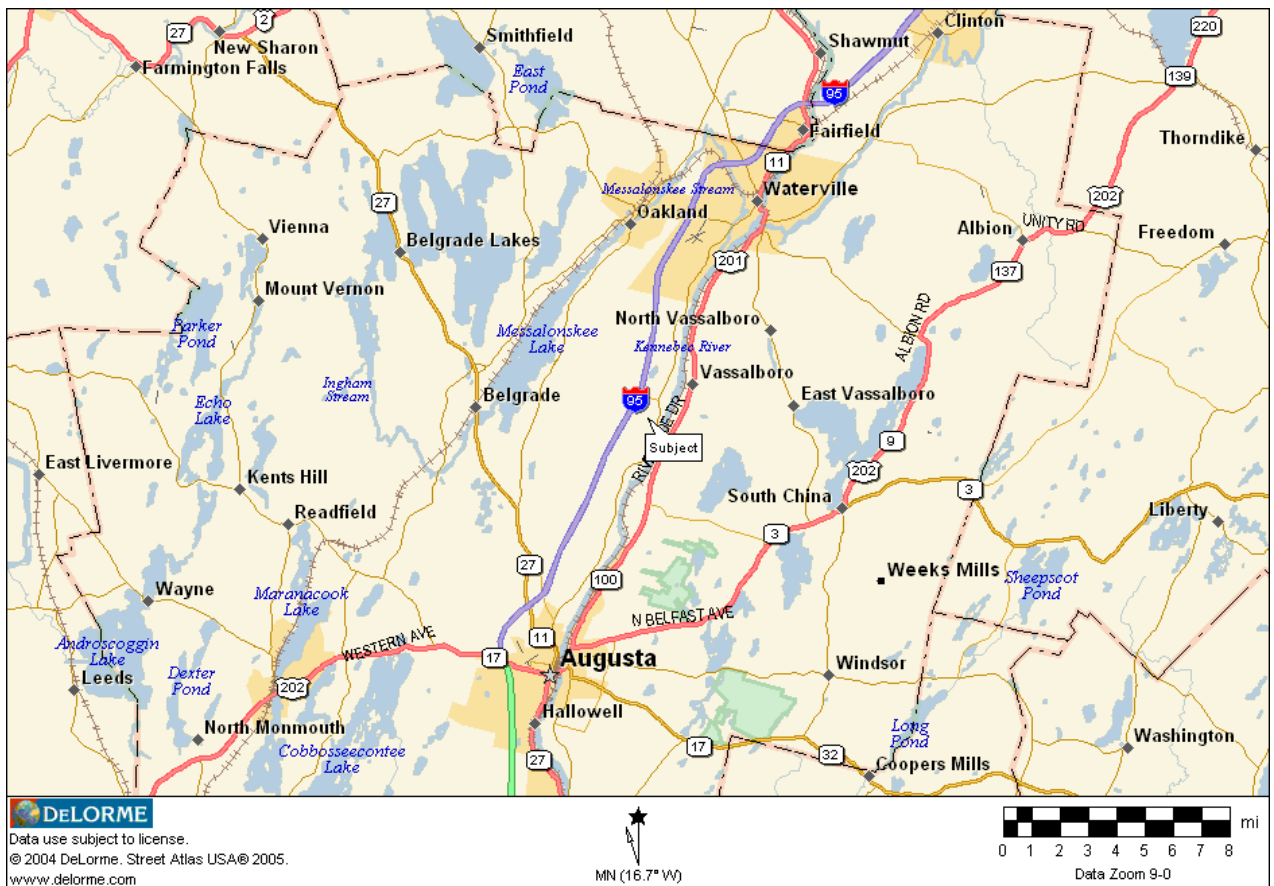 2
27
New Sharon
Farmington Falls
Smithfield
East
Pond
Shawmut
Clinton
220
139
95
Fairfield
Thorndike
11
Messalonskee Stream
Waterville
202
27
Oakland
Vienna
Belgrade Lakes
Albion
UNITY RD
Freedom
201
137
Mount Vernon
Parker
Pond
Messalonskee
Lake
North Vassalboro
Kennebec River
ALBION RD
Ingham
Stream
Vassalboro
Echo
Lake
Belgrade
95
East Vassalboro
Subject
9
202
East Livermore
Kents Hill
South China
3
Readfield
3
Liberty
27
100
Weeks Mills
Sheepscot
Pond
Wayne
Maranacook
Lake
N BELFAST AVE
WESTERN AVE
11
17
Augusta
Androscoggin
Lake
Leeds
Dexter
Pond
202
Windsor
North Monmouth
Hallowell
Long
Pond
Washington
Cobbosseecontee
Lake
27
17
32
Coopers Mills
DELORME
Data use subject to license.
© 2004 DeLorme. Street Atlas USA® 2005.
www.delorme.com
MN (16.7° W)
mi
0 1 2 3 4 5 6 7 8
Data Zoom 9-0